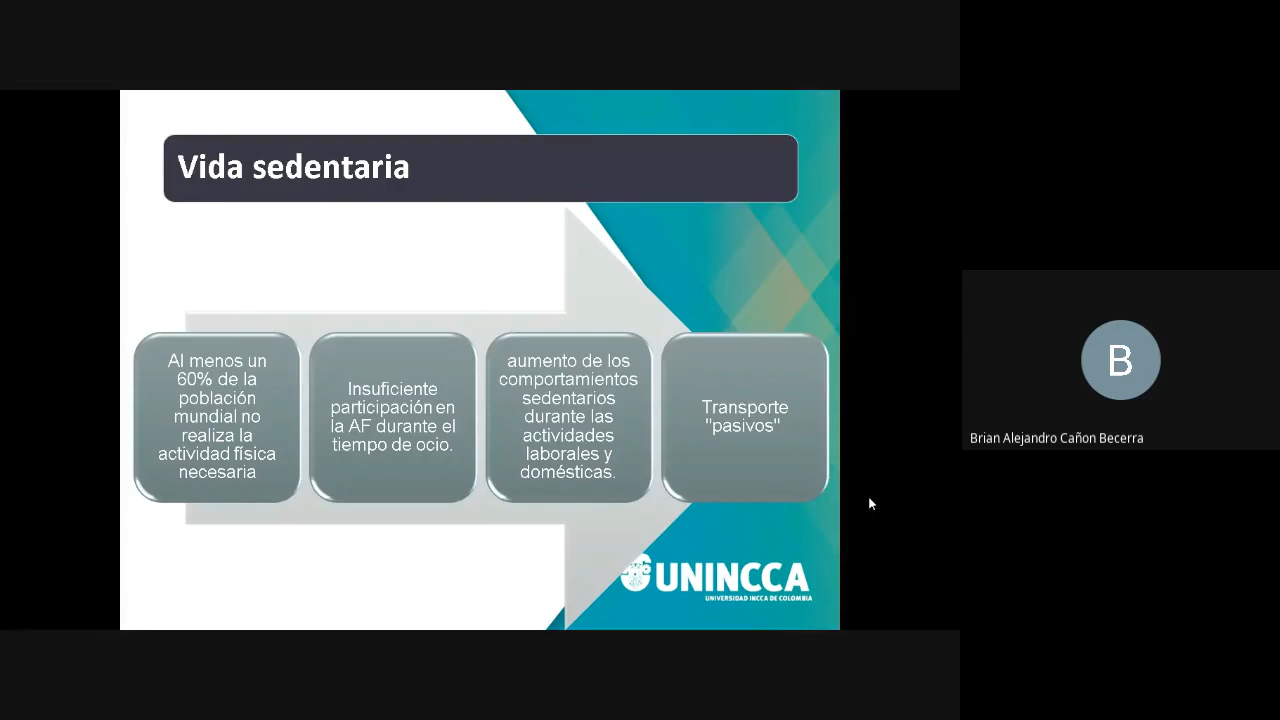 Vida sedentaria
Al menos un
60% de la
población
mundial no
realiza la
actividad física
necesaria
Insuficiente
participación en
la AF durante el
tiempo de ocio.
aumento de los
comportamientos
sedentarios
durante las
actividades
laborales y
domésticas.
Transporte
"pasivos"
UNINCCA
UNIVERSIDAD INCCA DE COLOMBIA
B
Brian Alejandro Cañon Becerra